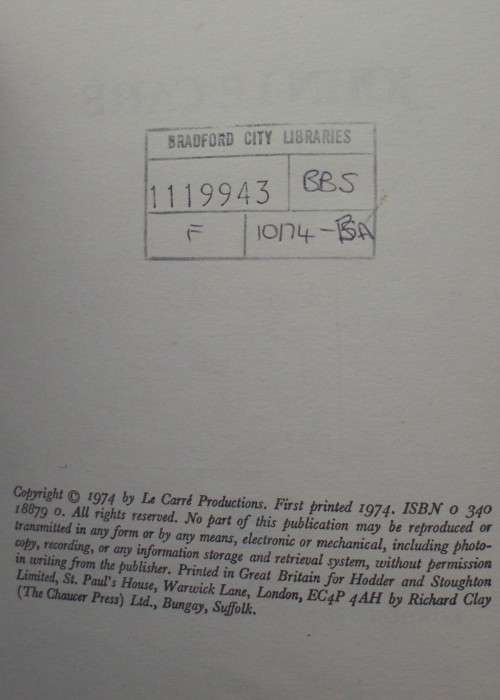 BRADFORD CITY LIBRARIES
1119943
BBS
F
10/74-BSA
Copyright © 1974 by Le Carré Productions. First printed 1974. ISBN 0 340
18879 0. All rights reserved. No part of this publication may be reproduced or
transmitted in any form or by any means, electronic or mechanical, including photo-
copy, recording, or any information storage and retrieval system, without permission
in writing from the publisher. Printed in Great Britain for Hodder and Stoughton
Limited, St. Paul's House, Warwick Lane, London, EC4P 4AH by Richard Clay
(The Chaucer Press) Ltd., Bungay, Suffolk.